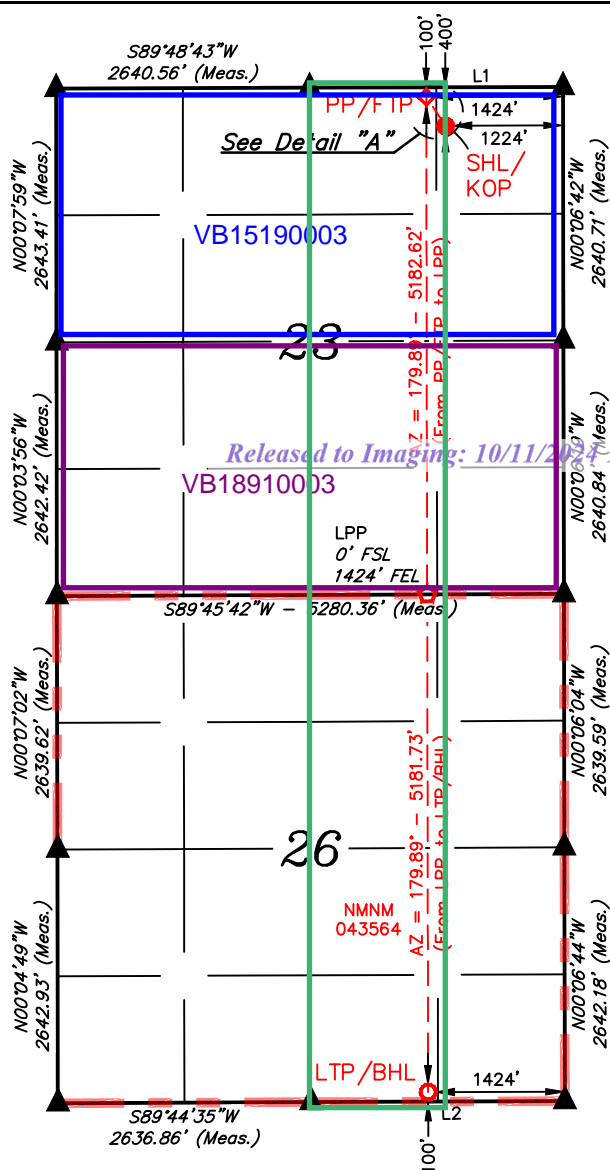 S89°48'43"W
2640.56' (Meas.)
100'
400'
L1
PP/FTP
1424'
1224'
See Detail "A"
SHL/
KOP
N00°07'59"W
2643.41' (Meas.)
N00°06'42"W
2640.71' (Meas.)
VB15190003
AZ = 179.89° - 5182.62'
(From PP/FTP to LPP)
23
Released to Imaging: 10/11/2024
N00°03'56"W
2642.42' (Meas.)
2640.84' (Meas.)
VB18910003
LPP
0' FSL
1424' FEL
S89°45'42"W - 5280.36' (Meas.)
N00°07'02"W
2639.62' (Meas.)
N00°06'04"W
2639.59' (Meas.)
AZ = 179.89° - 5181.73'
(From LPP to LTP/BHL)
26
NMNM
043564
N00°04'49"W
2642.93' (Meas.)
N00°06'44"W
2642.18' (Meas.)
LTP/BHL
1424'
S89°44'35"W
2636.86' (Meas.)
L2
100'